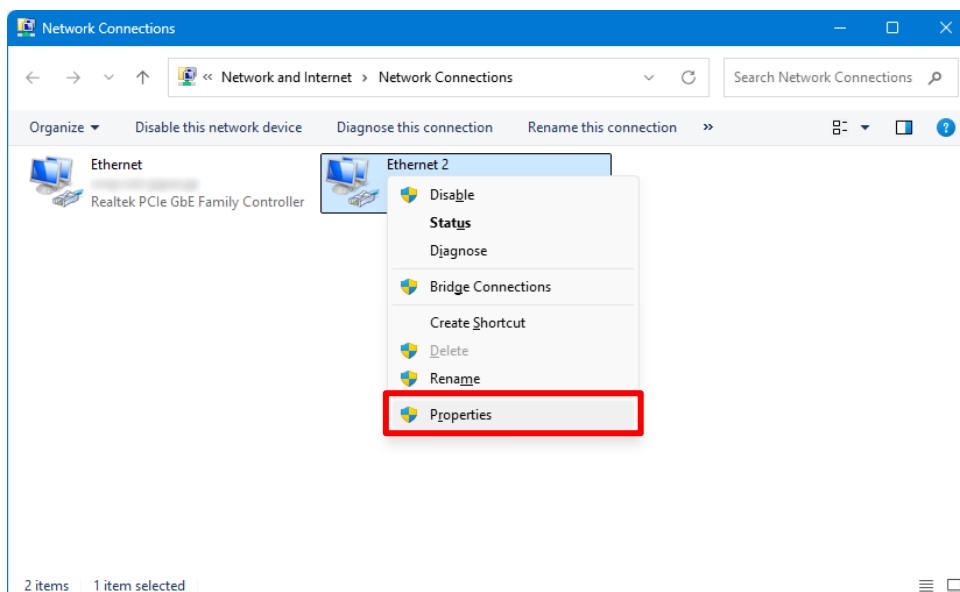 Network Connections
« Network and Internet › Network Connections
Search Network Connections
Organize
Disable this network device
Diagnose this connection
Rename this connection
»
?
Ethernet
Realtek PCIe GbE Family Controller
Ethernet 2
Disable
Status
Diagnose
Bridge Connections
Create Shortcut
Delete
Rename
Properties
2 items
1 item selected